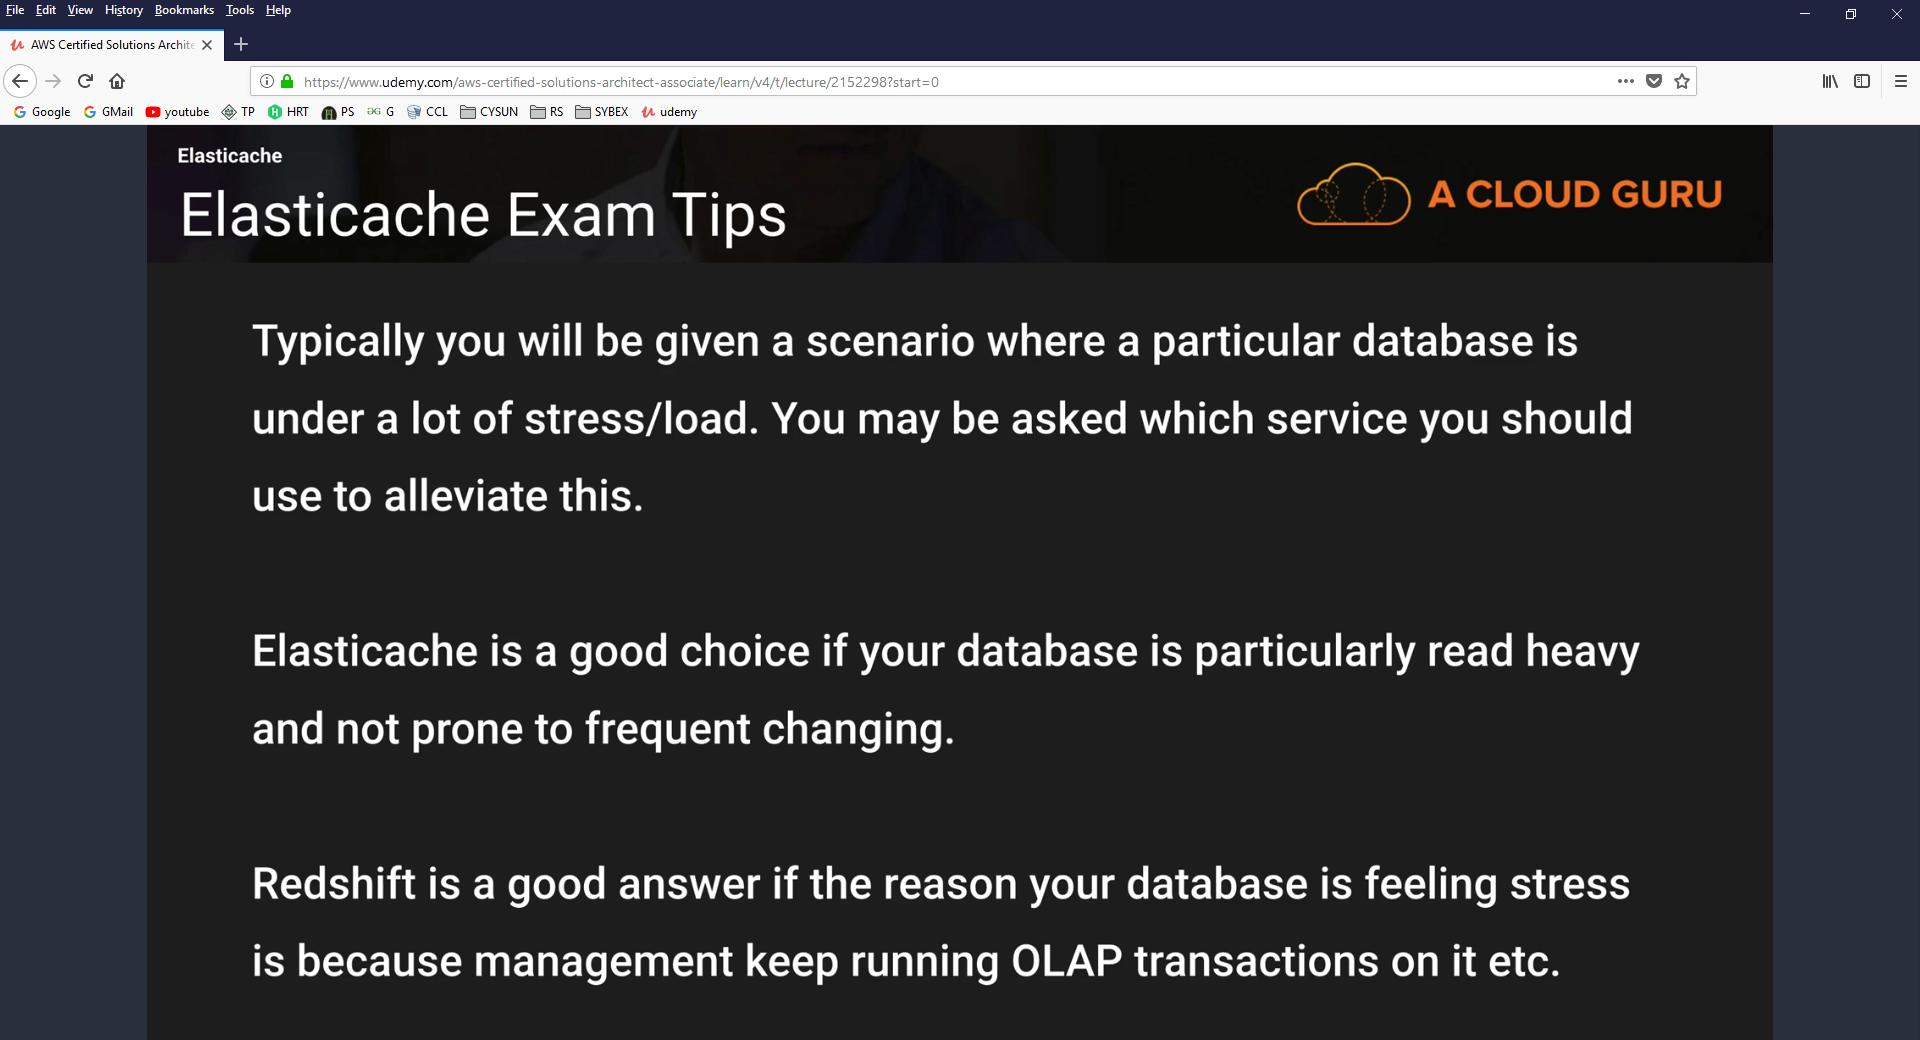 File Edit View History Bookmarks Tools Help
AWS Certified Solutions Archite
https://www.udemy.com/aws-certified-solutions-architect-associate/learn/v4/t/lecture/2152298?start=0
Google GMail youtube TP HRT PS G CCL CYSUN RS SYBEX udemy
Elasticache
Elasticache Exam Tips
A CLOUD GURU
Typically you will be given a scenario where a particular database is
under a lot of stress/load. You may be asked which service you should
use to alleviate this.
Elasticache is a good choice if your database is particularly read heavy
and not prone to frequent changing.
Redshift is a good answer if the reason your database is feeling stress
is because management keep running OLAP transactions on it etc.